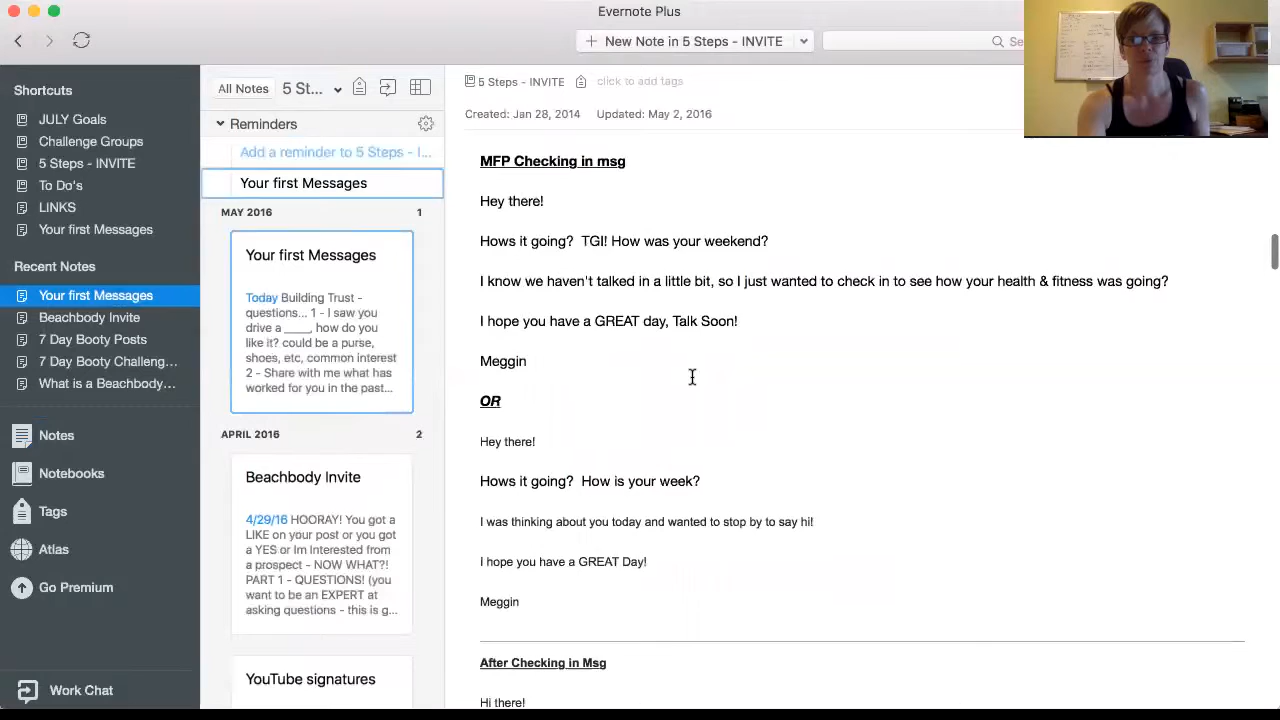 Evernote Plus
New Note in 5 Steps - INVITE
Se
Shortcuts
JULY Goals
Challenge Groups
5 Steps - INVITE
To Do's
LINKS
Your first Messages
Recent Notes
Your first Messages
Beachbody Invite
7 Day Booty Posts
7 Day Booty Challeng...
What is a Beachbody...
Notes
Notebooks
Tags
Atlas
Go Premium
Work Chat
All Notes
5 St...
Reminders
Add a reminder to 5 Steps - I...
Your first Messages
MAY 2016 1
Your first Messages
Today Building Trust -
questions... 1 - I saw you
drive a ____, how do you
like it? could be a purse,
shoes, etc, common interest
2 - Share with me what has
worked for you in the past...
APRIL 2016 2
Beachbody Invite
4/29/16 HOORAY! You got a
LIKE on your post or you got
a YES or Im Interested from
a prospect - NOW WHAT?!
PART 1 - QUESTIONS! (you
want to be an EXPERT at
asking questions - this is g...
YouTube signatures
5 Steps - INVITE
click to add tags
Created: Jan 28, 2014 Updated: May 2, 2016
MFP Checking in msg
Hey there!
Hows it going? TGI! How was your weekend?
I know we haven't talked in a little bit, so I just wanted to check in to see how your health & fitness was going?
I hope you have a GREAT day, Talk Soon!
Meggin
OR
Hey there!
Hows it going? How is your week?
I was thinking about you today and wanted to stop by to say hi!
I hope you have a GREAT Day!
Meggin
After Checking in Msg
Hi there!